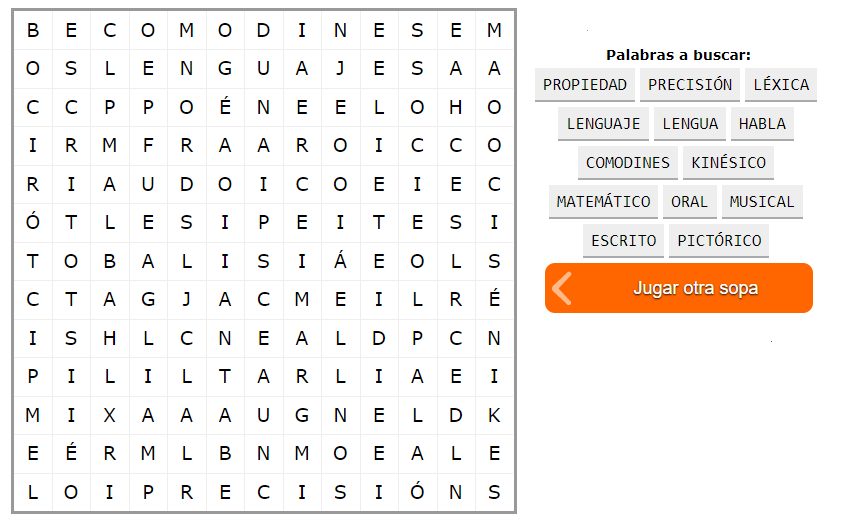 B E C O M O D I N E S E M
O S L E N G U A J E S A A
C C P P O É N E E L O H O
I R M F R A A R O I C C O
R I A U D O I C O E I E C
Ó T L E S I P E I T E S I
T O B A L I S I Á E O L S
C T A G J A C M E I L R É
I S H L C N E A L D P C N
P I L I L T A R L I A E I
M I X A A A U G N E L D K
E É R M L B N M O E A L E
L O I P R E C I S I Ó N S
Palabras a buscar:
PROPIEDAD PRECISIÓN LÉXICA
LENGUAJE LENGUA HABLA
COMODINES KINÉSICO
MATEMÁTICO ORAL MUSICAL
ESCRITO PICTÓRICO
Jugar otra sopa